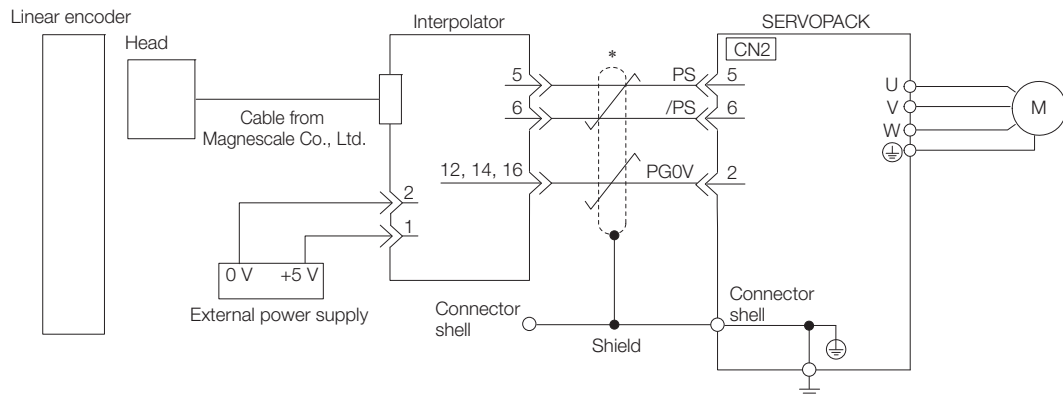 Linear encoder
Head
Interpolator
*
SERVOPACK
CN2
5
PS
5
6
/PS
6
Cable from
Magnescale Co., Ltd.
12, 14, 16
PG0V
2
U
V
W
M
2
1
0 V
+5 V
External power supply
Connector
shell
Shield
Connector
shell